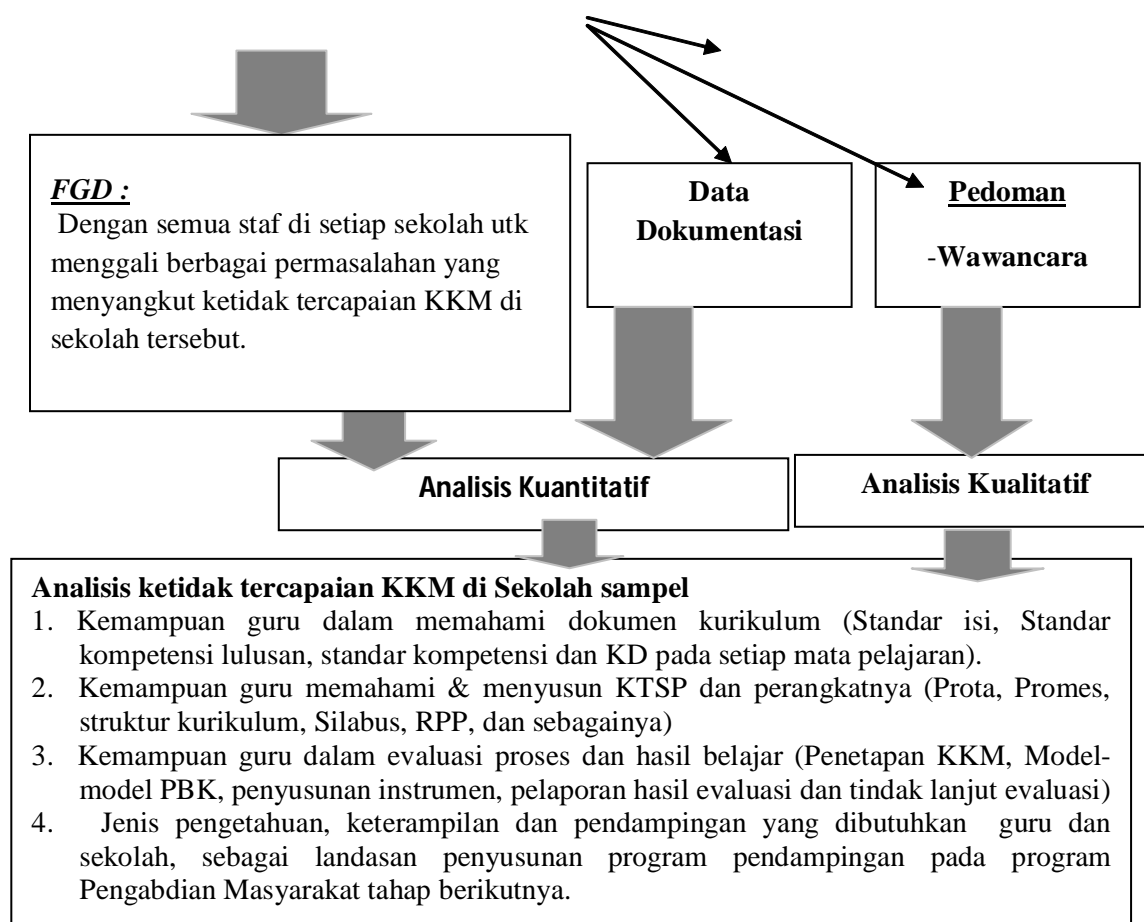 FGD :
Dengan semua staf di setiap sekolah utk
menggali berbagai permasalahan yang
menyangkut ketidak tercapaian KKM di
sekolah tersebut.
Data
Dokumentasi
Pedoman
-Wawancara
Analisis Kuantitatif
Analisis Kualitatif
Analisis ketidak tercapaian KKM di Sekolah sampel
1. Kemampuan guru dalam memahami dokumen kurikulum (Standar isi, Standar
kompetensi lulusan, standar kompetensi dan KD pada setiap mata pelajaran).
2. Kemampuan guru memahami & menyusun KTSP dan perangkatnya (Prota, Promes,
struktur kurikulum, Silabus, RPP, dan sebagainya)
3. Kemampuan guru dalam evaluasi proses dan hasil belajar (Penetapan KKM, Model-
model PBK, penyusunan instrumen, pelaporan hasil evaluasi dan tindak lanjut evaluasi)
4. Jenis pengetahuan, keterampilan dan pendampingan yang dibutuhkan guru dan
sekolah, sebagai landasan penyusunan program pendampingan pada program
Pengabdian Masyarakat tahap berikutnya.